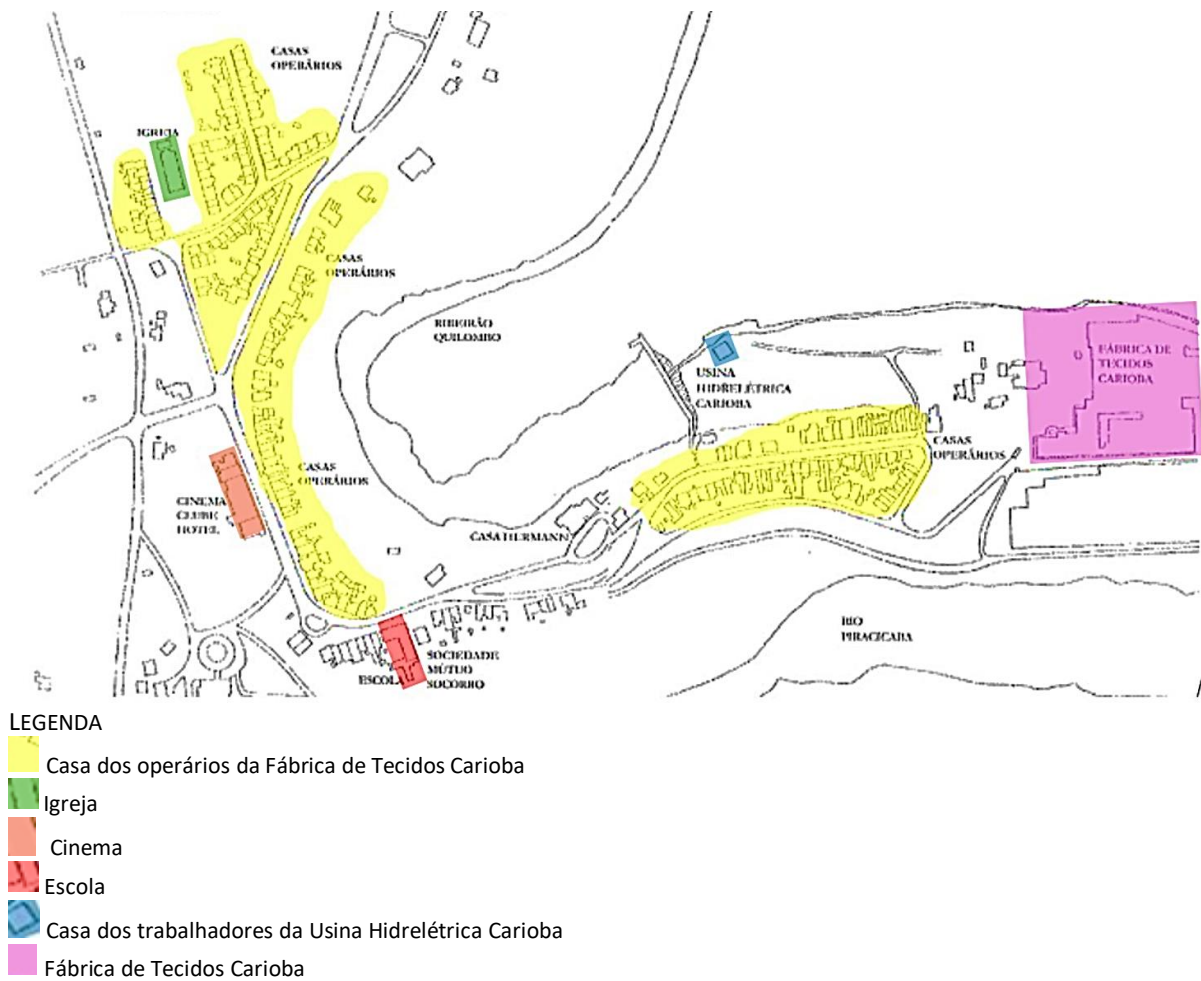 CASAS
OPERÁRIOS
IGREJA
CASAS
OPERÁRIOS
RIBEIRÃO
QUILOMBO
USINA
HIDRELÉTRICA
CARIOBA
FÁBRICA DE
TECIDOS
CARIOBA
CASAS
OPERÁRIOS
CASAS
OPERÁRIOS
CINEMA
CLUBE
HOTEL
CASA HERMANN
RIO
PIRACICABA
ESCOLA
SOCIEDADE
MÚTUO
SOCORRO
LEGENDA
Casa dos operários da Fábrica de Tecidos Carioba
Igreja
Cinema
Escola
Casa dos trabalhadores da Usina Hidrelétrica Carioba
Fábrica de Tecidos Carioba